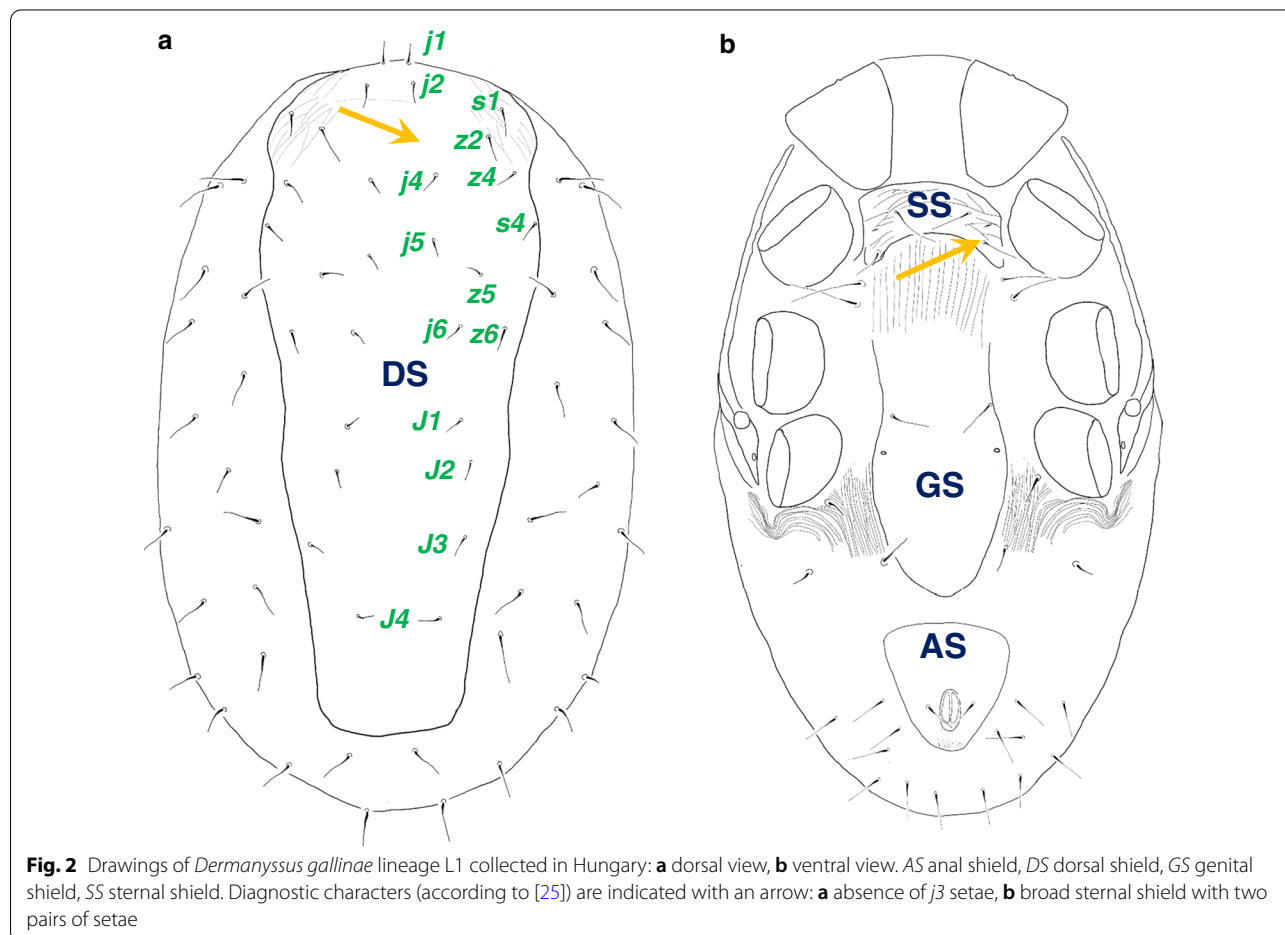 a
b
j1
j2
s1
z2
j4 z4
s4
j5
z5
j6 z6
DS
J1
J2
J3
J4
SS
GS
AS
Fig. 2 Drawings of Dermanyssus gallinae lineage L1 collected in Hungary: a dorsal view, b ventral view. AS anal shield, DS dorsal shield, GS genital
shield, SS sternal shield. Diagnostic characters (according to [25]) are indicated with an arrow: a absence of j3 setae, b broad sternal shield with two
pairs of setae